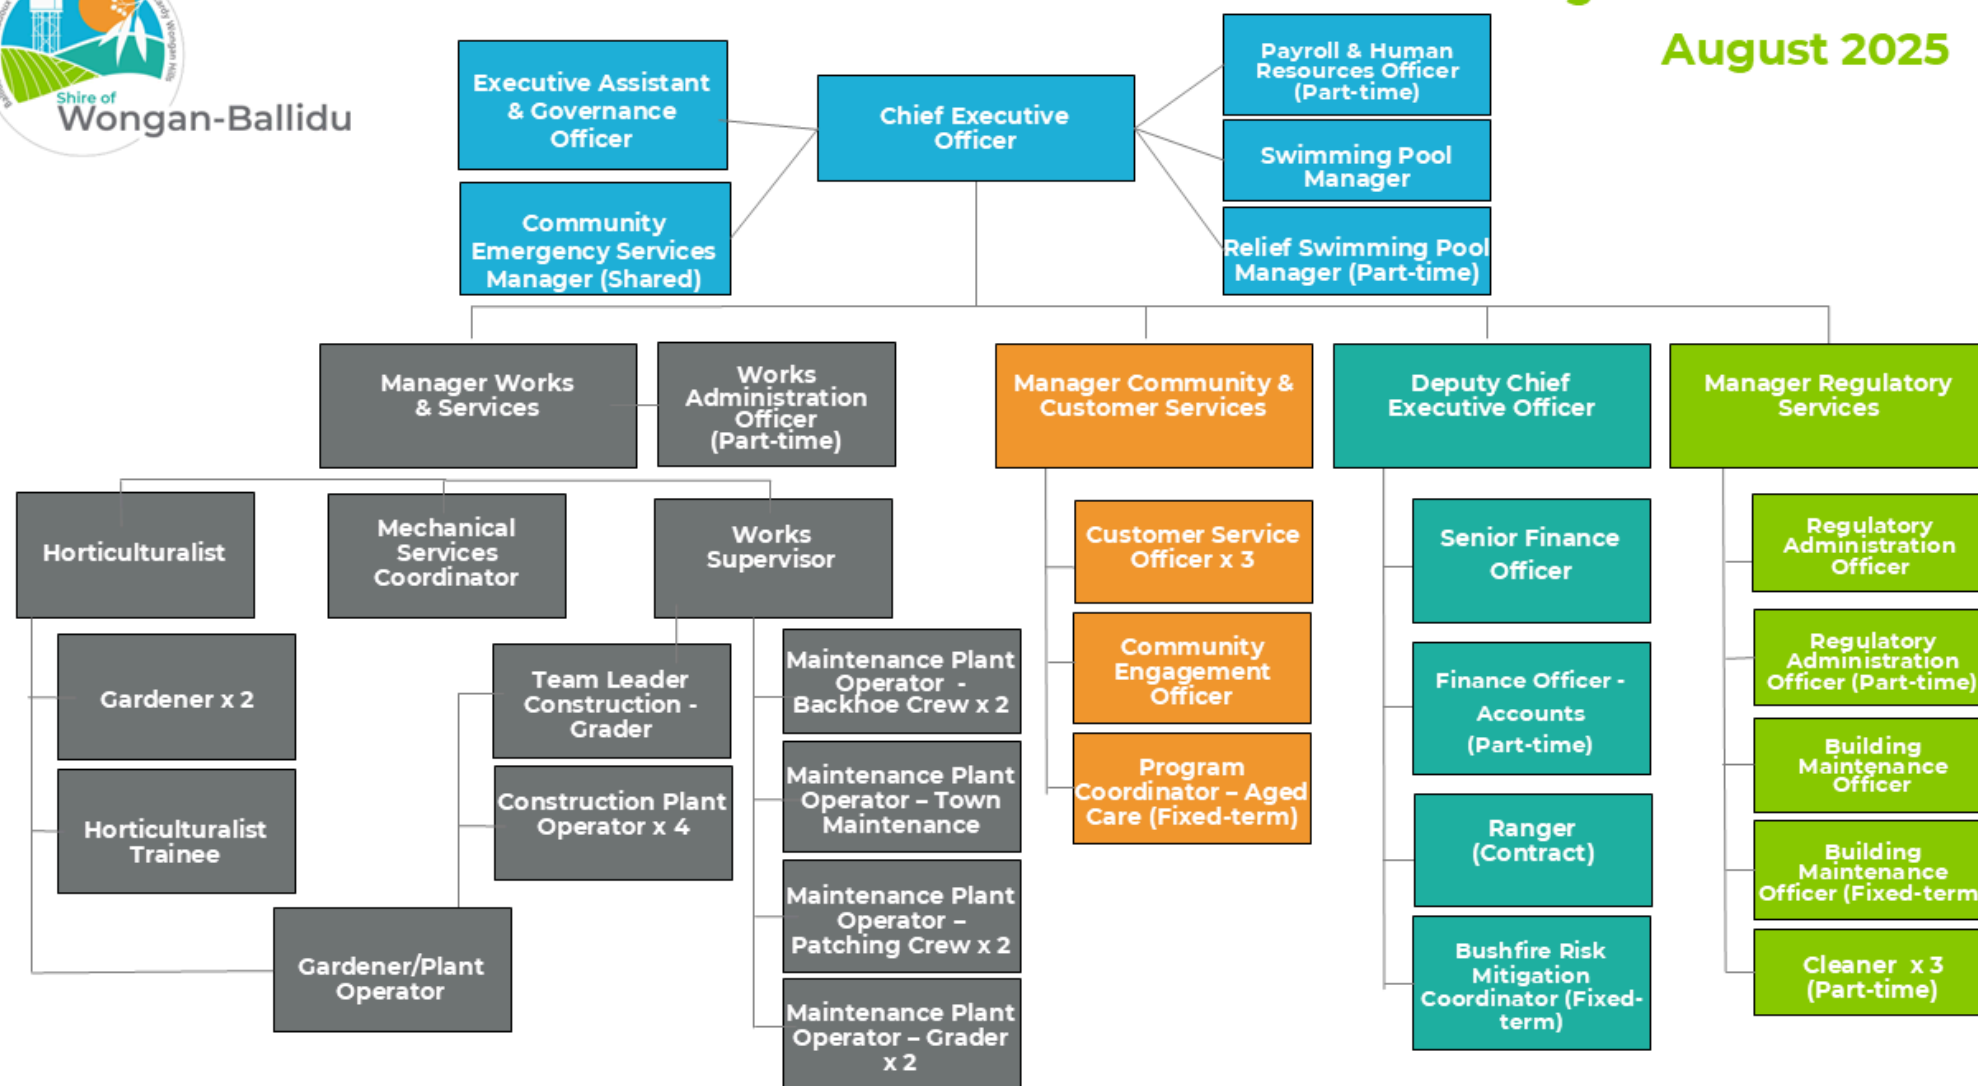 August 2025
Shire of
Wongan-Ballidu
Executive Assistant
& Governance
Officer
Community
Emergency Services
Manager (Shared)
Chief Executive
Officer
Payroll & Human
Resources Officer
(Part-time)
Swimming Pool
Manager
Relief Swimming Pool
Manager (Part-time)
Manager Works
& Services
Works
Administration
Officer
(Part-time)
Manager Community &
Customer Services
Deputy Chief
Executive Officer
Manager Regulatory
Services
Horticulturalist
Mechanical
Services
Coordinator
Works
Supervisor
Gardener x 2
Horticulturalist
Trainee
Gardener/Plant
Operator
Team Leader
Construction -
Grader
Construction Plant
Operator x 4
Maintenance Plant
Operator -
Backhoe Crew x 2
Maintenance Plant
Operator – Town
Maintenance
Maintenance Plant
Operator –
Patching Crew x 2
Maintenance Plant
Operator – Grader
x 2
Customer Service
Officer x 3
Community
Engagement
Officer
Program
Coordinator – Aged
Care (Fixed-term)
Senior Finance
Officer
Finance Officer -
Accounts
(Part-time)
Ranger
(Contract)
Bushfire Risk
Mitigation
Coordinator (Fixed-
term)
Regulatory
Administration
Officer
Regulatory
Administration
Officer (Part-time)
Building
Maintenance
Officer
Building
Maintenance
Officer (Fixed-term
Cleaner x 3
(Part-time)